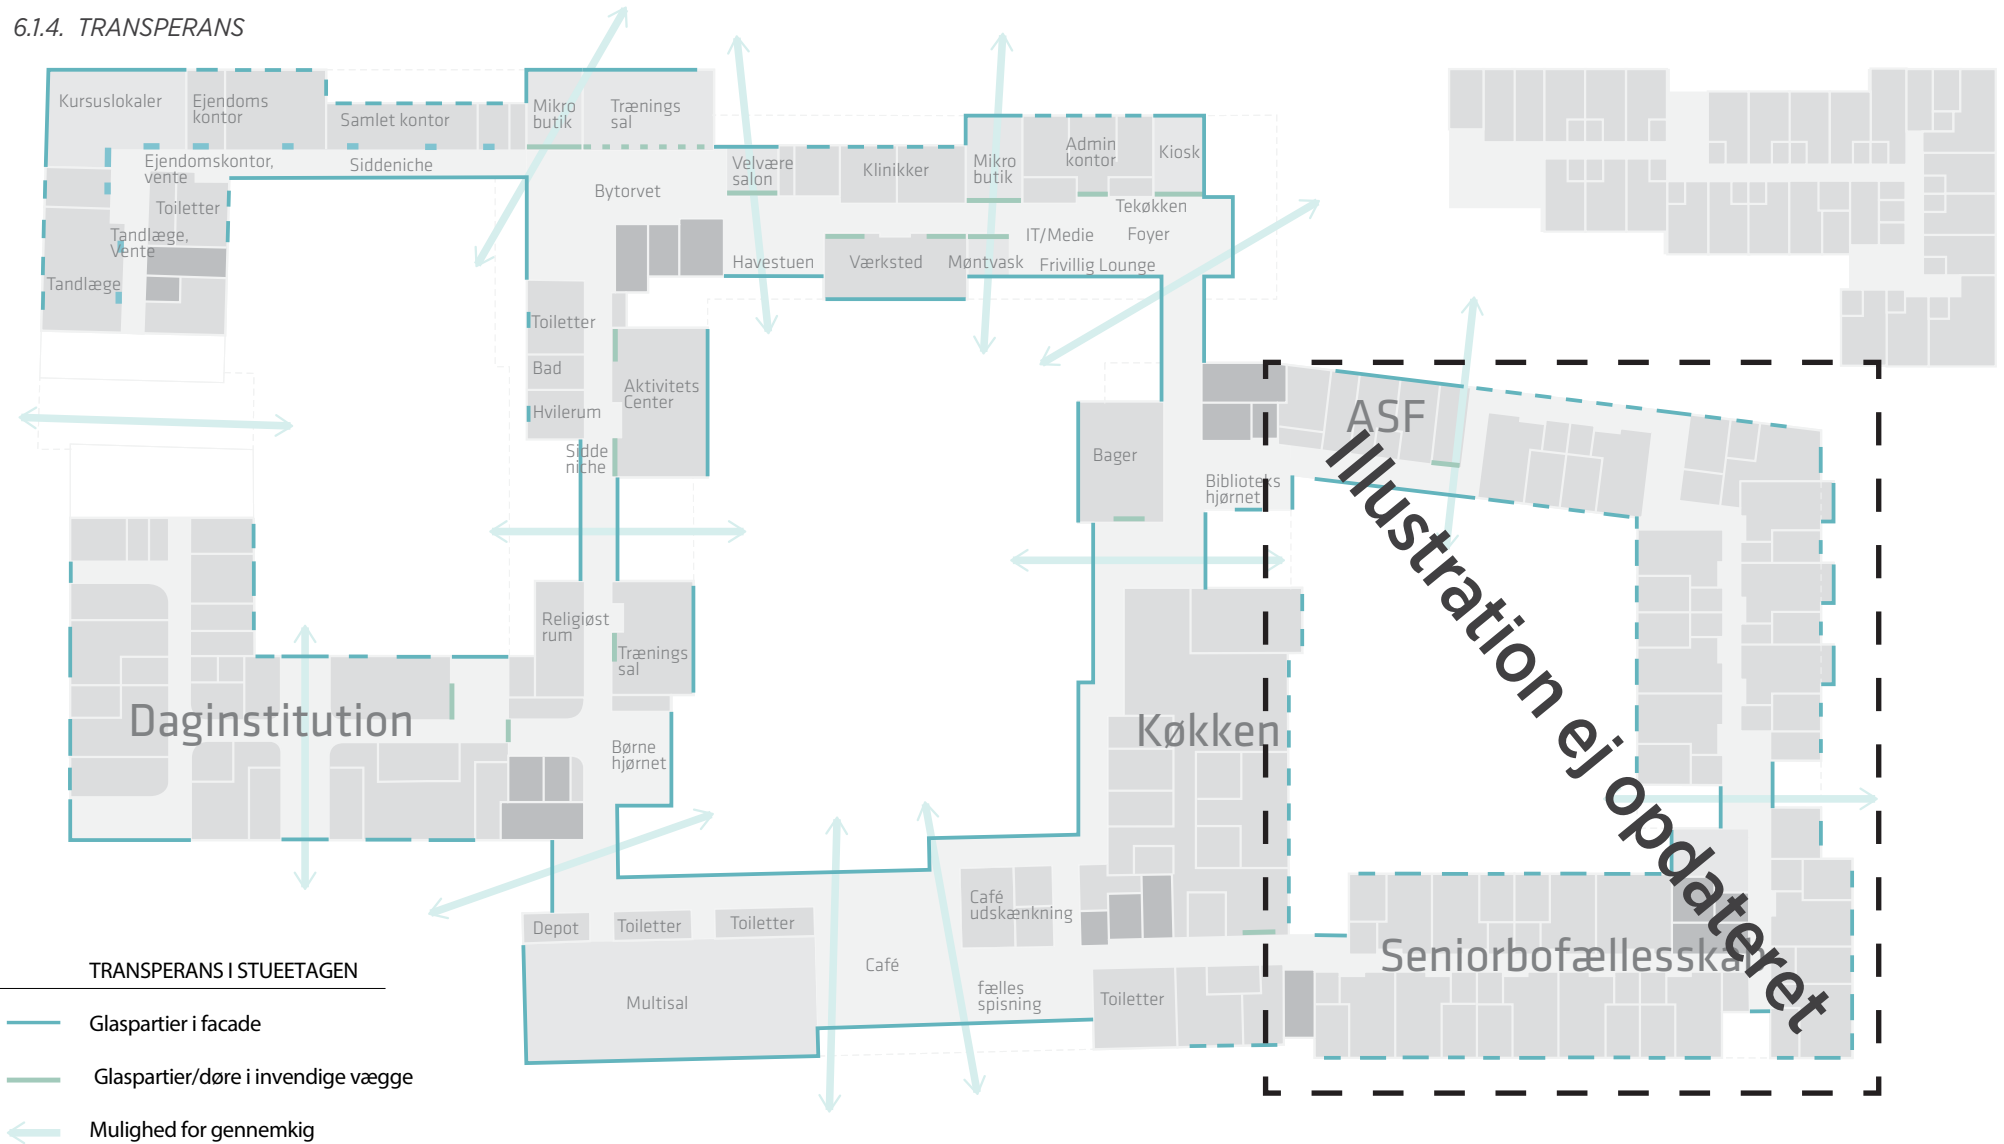 6.1.4. TRANSPERANS
Kursuslokaler
Ejendoms
kontor
Samlet kontor
Mikro
butik
Trænings
sal
Ejendomskontor,
vente
Siddeniche
Toiletter
Tandlæge,
Vente
Tandlæge
Bytorvet
Velvære
salon
Klinikker
Mikro
butik
Admin
kontor
Kiosk
Tekøkken
IT/Medie
Foyer
Havestuen
Værksted
Møntvask
Frivillig Lounge
Toiletter
Bad
Hvilerum
Aktivitets
Center
Sidde
niche
Bager
Biblioteks
hjørnet
ASF
Illustration ej opdateret
Religiøst
rum
Trænings
sal
Daginstitution
Børne
hjørnet
Køkken
Depot
Toiletter
Toiletter
Café
udskænkning
Café
Multisal
fælles
spisning
Toiletter
Seniorbofællesska
TRANSPERANS I STUEETAGEN
Glaspartier i facade
Glaspartier/døre i invendige vægge
Mulighed for gennemkig